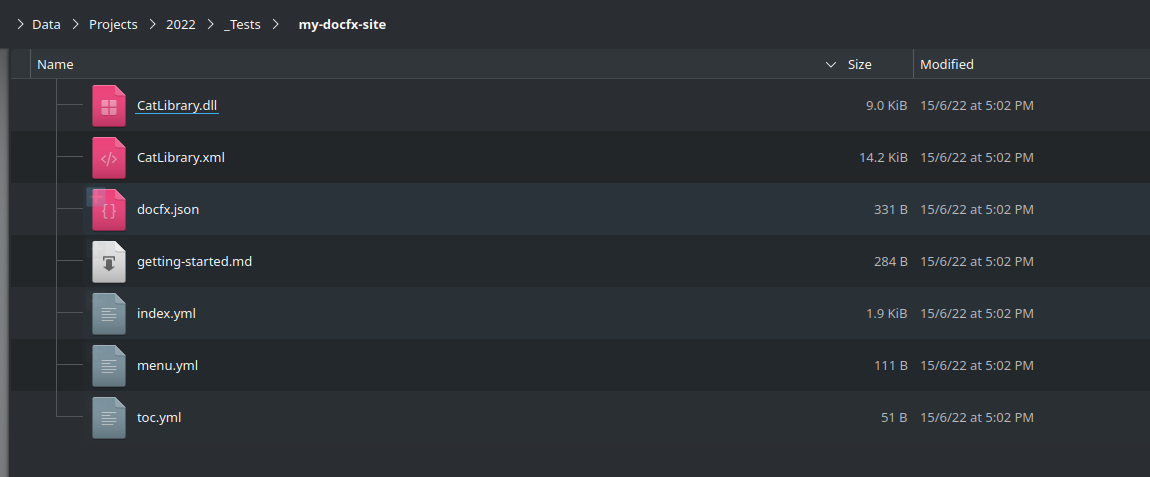 Data Projects 2022 _Tests my-docfx-site
Name Size Modified
CatLibrary.dll 9.0 KiB 15/6/22 at 5:02 PM
CatLibrary.xml 14.2 KiB 15/6/22 at 5:02 PM
docfx.json 331 B 15/6/22 at 5:02 PM
getting-started.md 284 B 15/6/22 at 5:02 PM
index.yml 1.9 KiB 15/6/22 at 5:02 PM
menu.yml 111 B 15/6/22 at 5:02 PM
toc.yml 51 B 15/6/22 at 5:02 PM